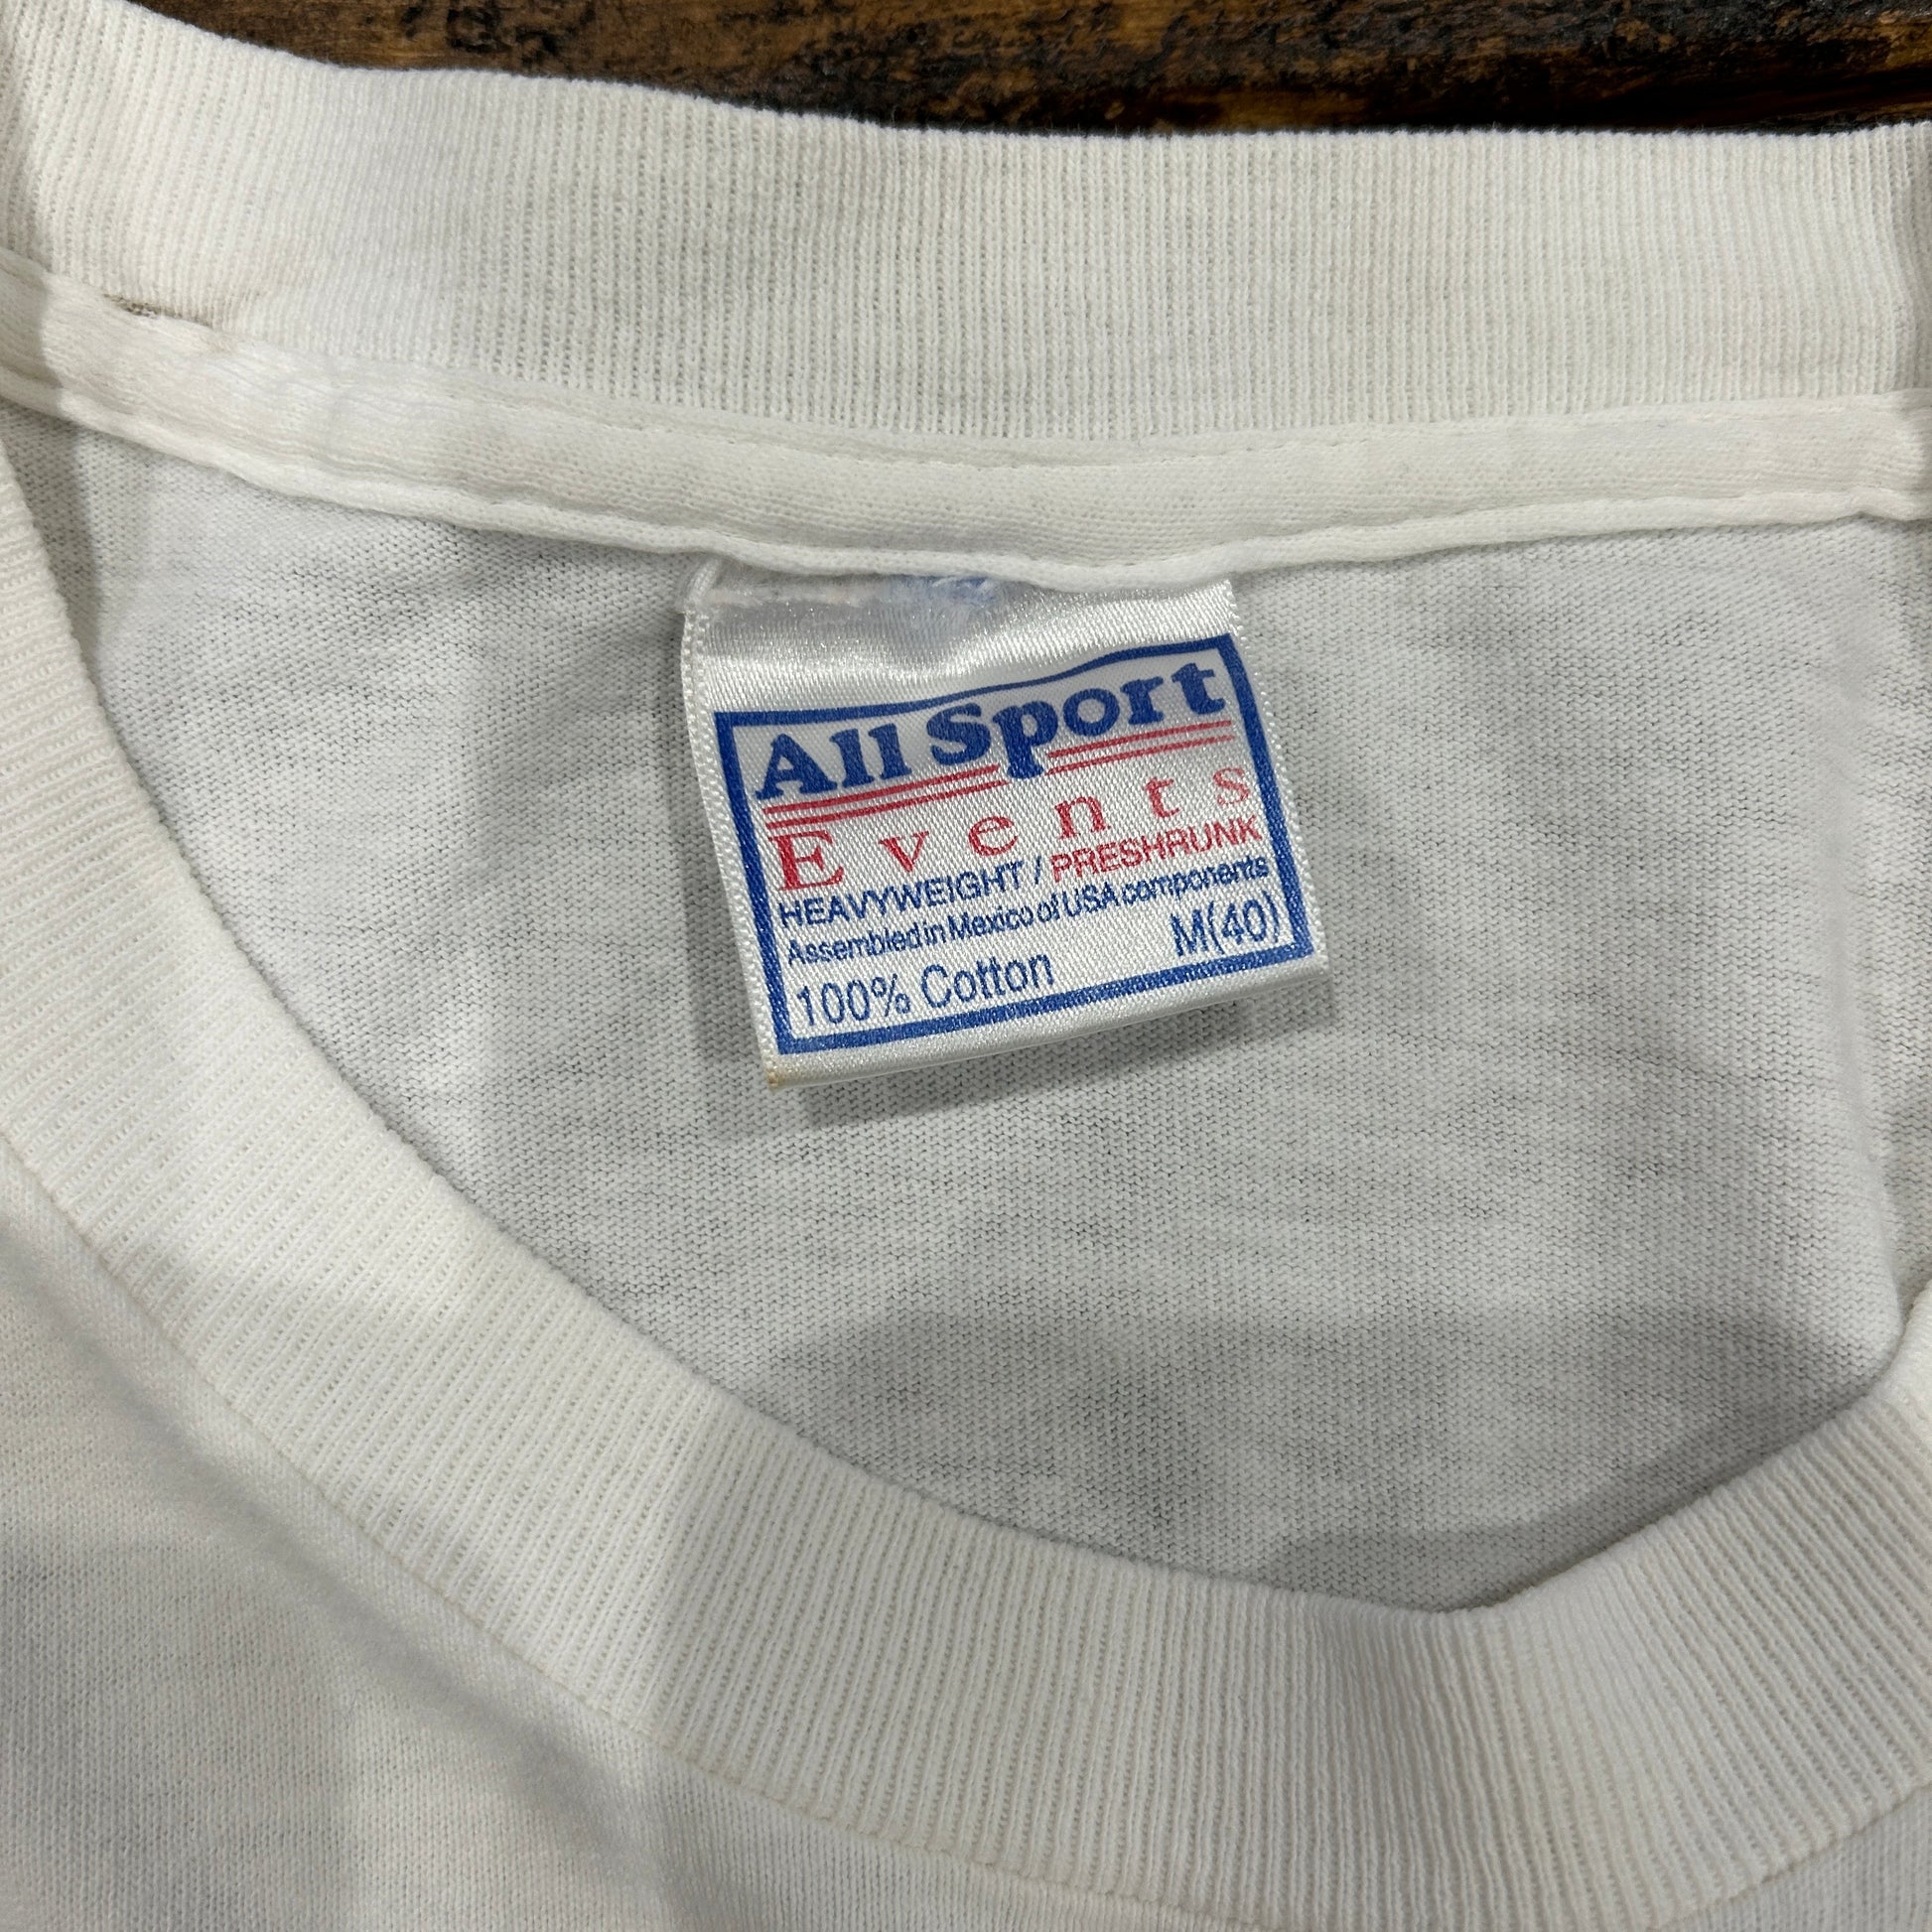 All Sport
Events
HEAVYWEIGHT / PRESHRUNK
Assembled in Mexico of USA components
100% Cotton M(40)